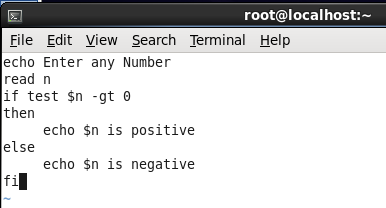 root@localhost:~
File Edit View Search Terminal Help
echo Enter any Number
read n
if test $n -gt 0
then
     echo $n is positive
else
     echo $n is negative
fi
~